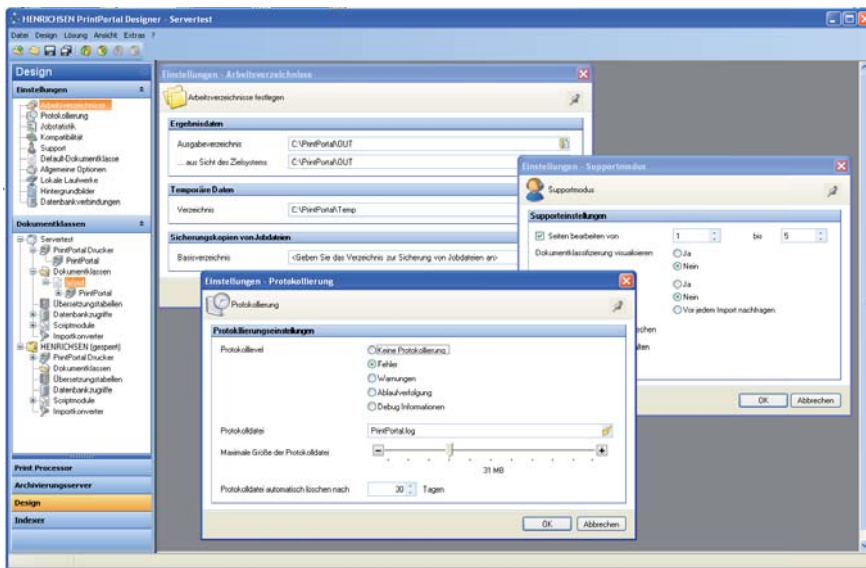 HENRICHSEN PrintPortal Designer - Servertest
Datei Design Lösung Ansicht Extras ?
Design
Einstellungen
Arbeitsverzeichnisse
Protokollierung
Jobstatistik
Kompatibilität
Support
Default-Dokumentklasse
Allgemeine Optionen
Lokale Laufwerke
Hintergrundbilder
Datenbankverbindungen
Dokumentklassen
Servertest
PrintPortal Drucker
PrintPortal
Dokumentklassen
PrintPortal
Übersetzungstabellen
Datenbankzugriffe
Scriptmodule
Importkonverter
HENRICHSEN (gesperrt)
PrintPortal Drucker
Dokumentklassen
Übersetzungstabellen
Datenbankzugriffe
Scriptmodule
Importkonverter
Print Processor
Archivierungsserver
Design
Indexer
Einstellungen - Arbeitsverzeichnisse
Arbeitsverzeichnisse festlegen
Ergebnisdaten
Ausgabeverzeichnis C:\PrintPortal\OUT
... aus Sicht des Zielsystems C:\PrintPortal\OUT
Temporäre Daten
Verzeichnis C:\PrintPortal\Temp
Sicherungskopien von Jobdateien
Basisverzeichnis <Geben Sie das Verzeichnis zur Sicherung von Jobdateien an>
Einstellungen - Supportmodus
Supportmodus
Supporteinstellungen
Seiten bearbeiten von 1 bis 5
Dokumentklassifizierung visualisieren Ja
Nein
Ja
Nein
Vor jedem Import nachfragen
OK Abbrechen
Einstellungen - Protokollierung
Protokollierung
Protokllierungseinstellungen
Protokolllevel Keine Protokollierung
Fehler
Warnungen
Ablaufverfolgung
Debug Informationen
Protokolldatei PrintPortal.log
Maximale Größe der Protokolldatei
31 MB
Protokolldatei automatisch löschen nach 30 Tagen
OK Abbrechen